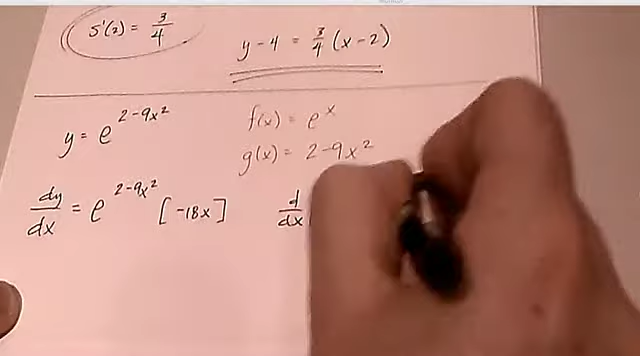 S'(2) = 3/4
y - 4 = 3/4 (x - 2)
y = e^{2-9x^2}
f(x) = e^x
g(x) = 2-9x^2
dy/dx = e^{2-9x^2} [-18x]
d/dx